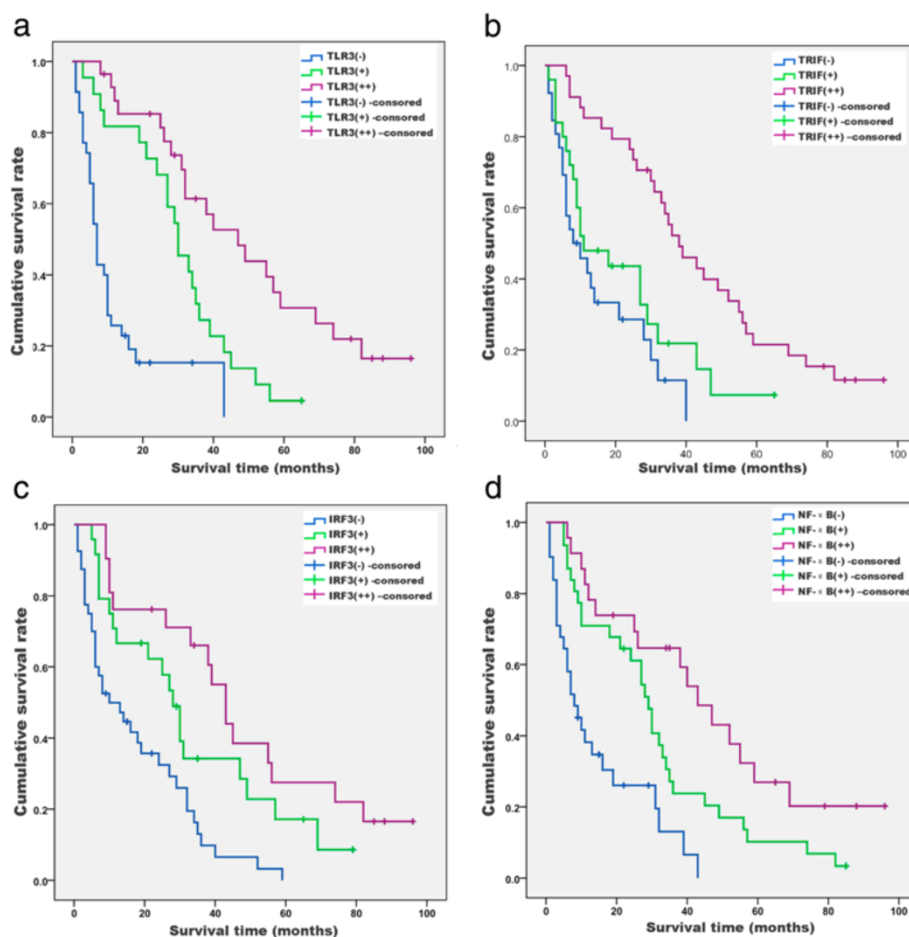 a
Cumulative survival rate
1.0
0.8
0.6
0.4
0.2
0.0
TLR3(-)
TLR3(+)
TLR3(++)
TLR3(-) -consored
TLR3(+) -consored
TLR3(++) -consored
0 20 40 60 80 100
Survival time (months)
b
Cumulative survival rate
1.0
0.8
0.6
0.4
0.2
0.0
TRIF(-)
TRIF(+)
TRIF(++)
TRIF(-) -consored
TRIF(+) -consored
TRIF(++) -consored
0 20 40 60 80 100
Survival time (months)
c
Cumulative survival rate
1.0
0.8
0.6
0.4
0.2
0.0
IRF3(-)
IRF3(+)
IRF3(++)
IRF3(-) -consored
IRF3(+) -consored
IRF3(++) -consored
0 20 40 60 80 100
Survival time (months)
d
Cumulative survival rate
1.0
0.8
0.6
0.4
0.2
0.0
NF-κB(-)
NF-κB(+)
NF-κB(++)
NF-κB(-) -consored
NF-κB(+) -consored
NF-κB(++) -consored
0 20 40 60 80 100
Survival time (months)